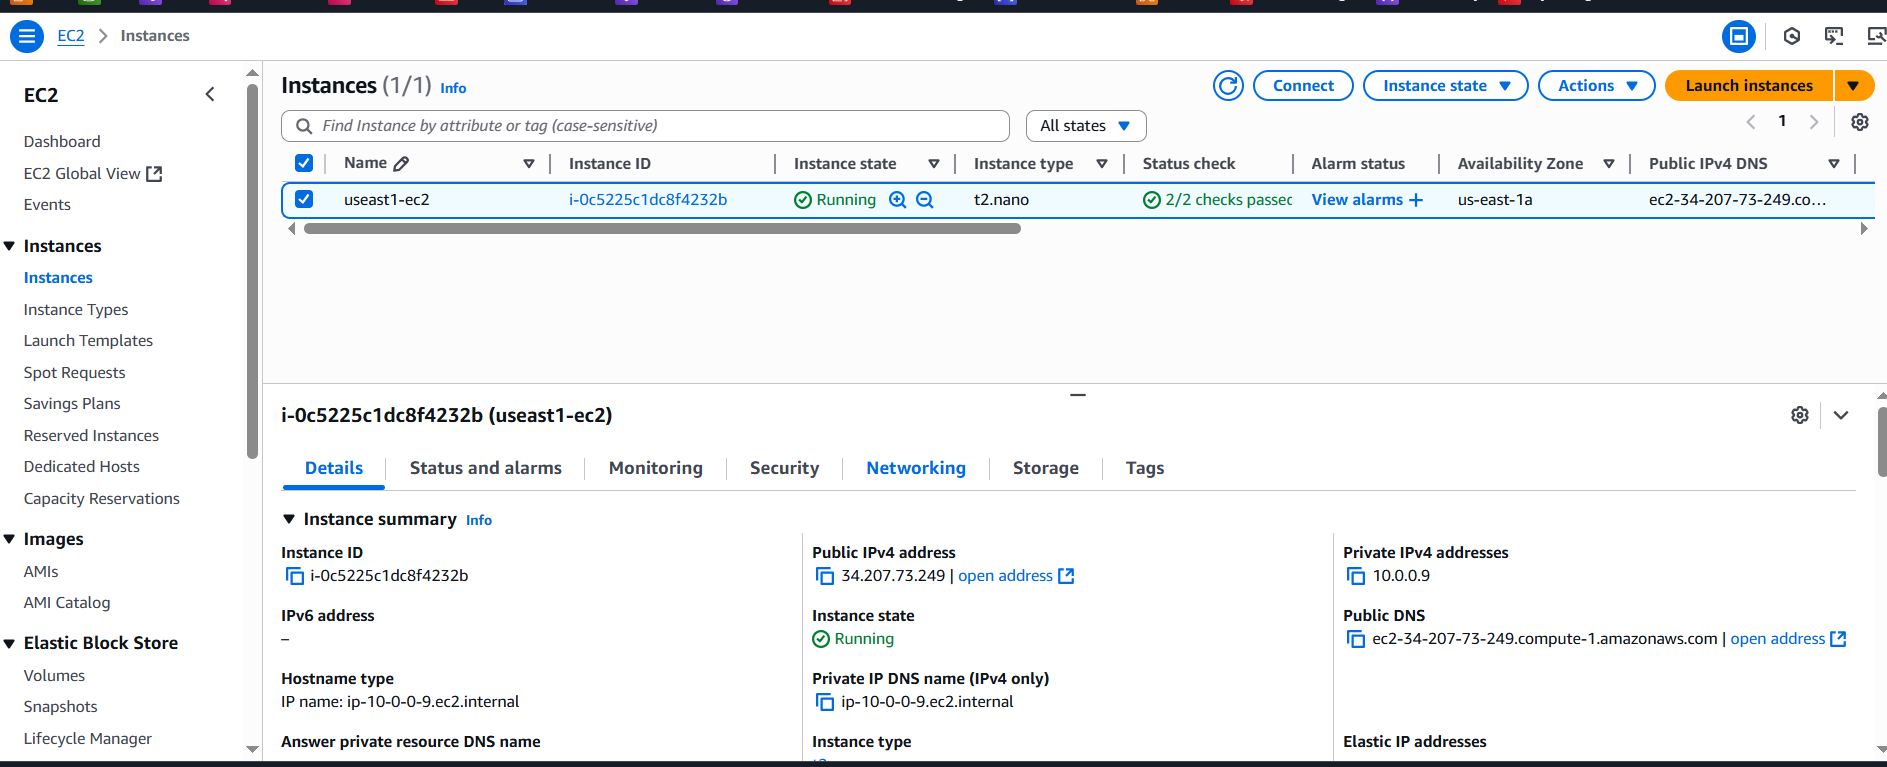 EC2 > Instances
EC2
Dashboard
EC2 Global View
Events
Instances
Instances
Instance Types
Launch Templates
Spot Requests
Savings Plans
Reserved Instances
Dedicated Hosts
Capacity Reservations
Images
AMIs
AMI Catalog
Elastic Block Store
Volumes
Snapshots
Lifecycle Manager
Instances (1/1) Info
Connect
Instance state
Actions
Launch instances
Find Instance by attribute or tag (case-sensitive)
All states
1
Name Instance ID Instance state Instance type Status check Alarm status Availability Zone Public IPv4 DNS
useast1-ec2 i-0c5225c1dc8f4232b Running t2.nano 2/2 checks passec View alarms + us-east-1a ec2-34-207-73-249.co...
i-0c5225c1dc8f4232b (useast1-ec2)
Details Status and alarms Monitoring Security Networking Storage Tags
Instance summary Info
Instance ID
i-0c5225c1dc8f4232b
Public IPv4 address
34.207.73.249 | open address
Private IPv4 addresses
10.0.0.9
IPv6 address
–
Instance state
Running
Public DNS
ec2-34-207-73-249.compute-1.amazonaws.com | open address
Hostname type
IP name: ip-10-0-0-9.ec2.internal
Private IP DNS name (IPv4 only)
ip-10-0-0-9.ec2.internal
Answer private resource DNS name
Instance type
Elastic IP addresses